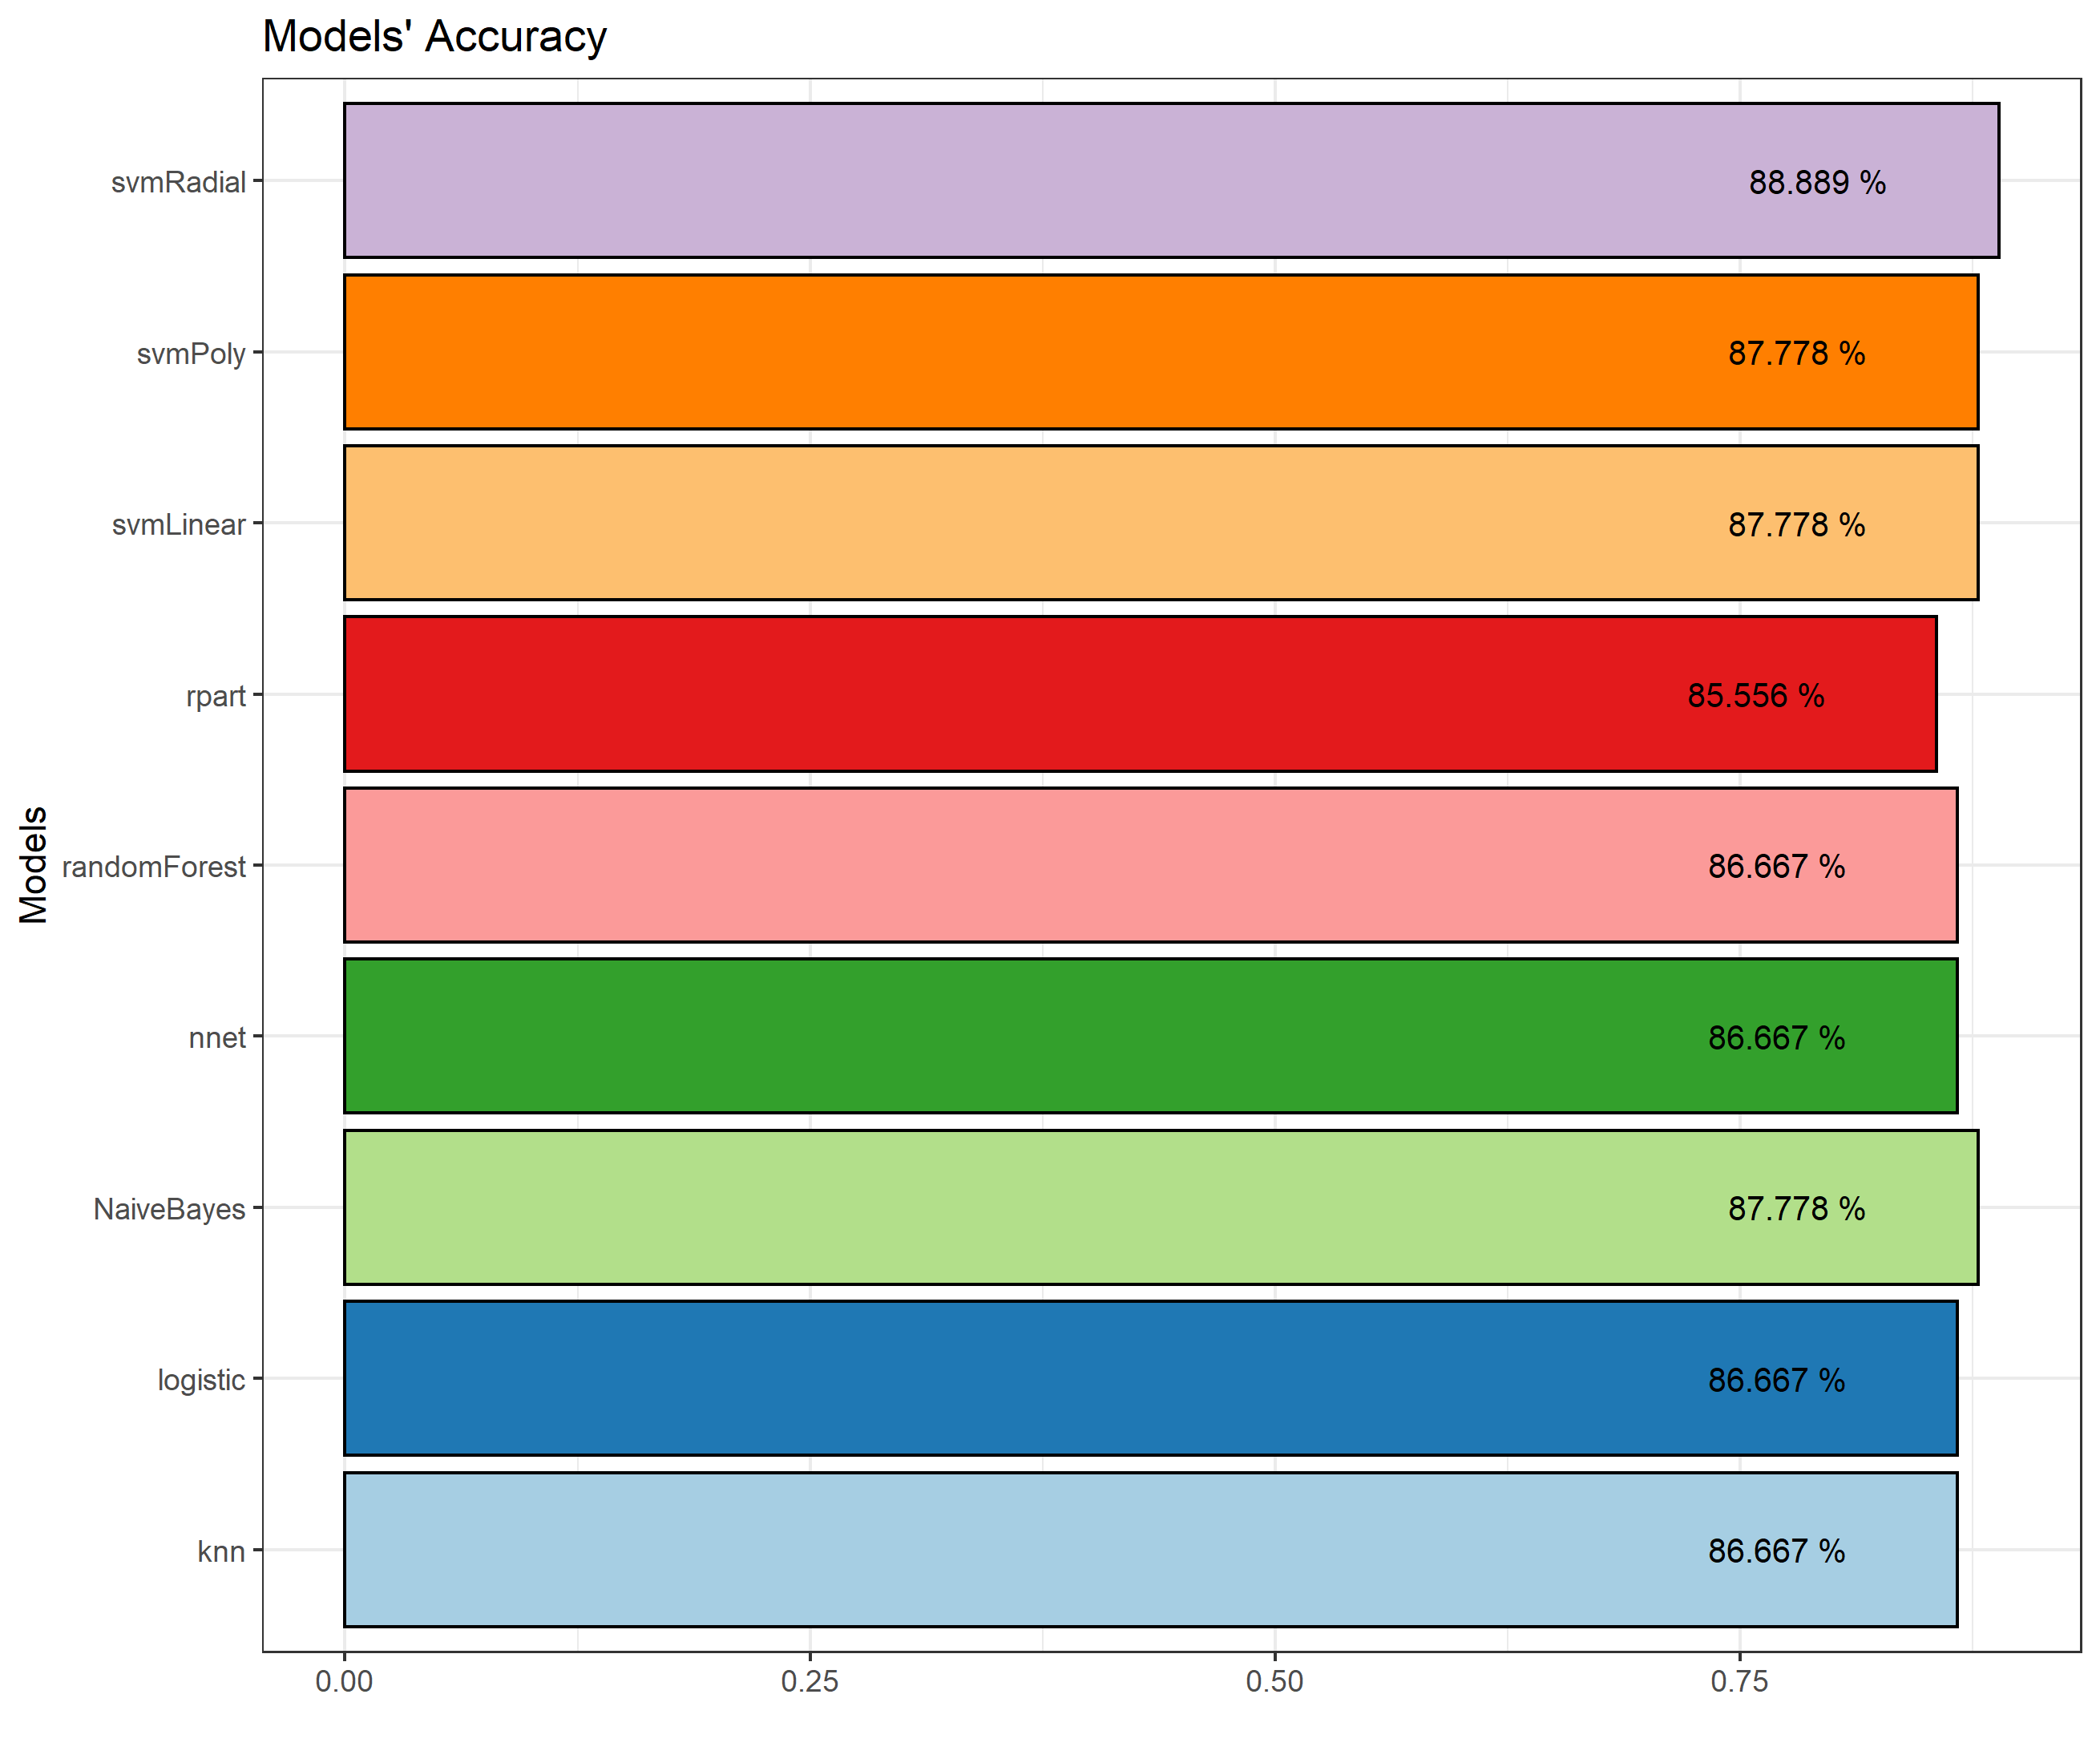 Models' Accuracy
Models
svmRadial
88.889 %
svmPoly
87.778 %
svmLinear
87.778 %
rpart
85.556 %
randomForest
86.667 %
nnet
86.667 %
NaiveBayes
87.778 %
logistic
86.667 %
knn
86.667 %
0.00 0.25 0.50 0.75